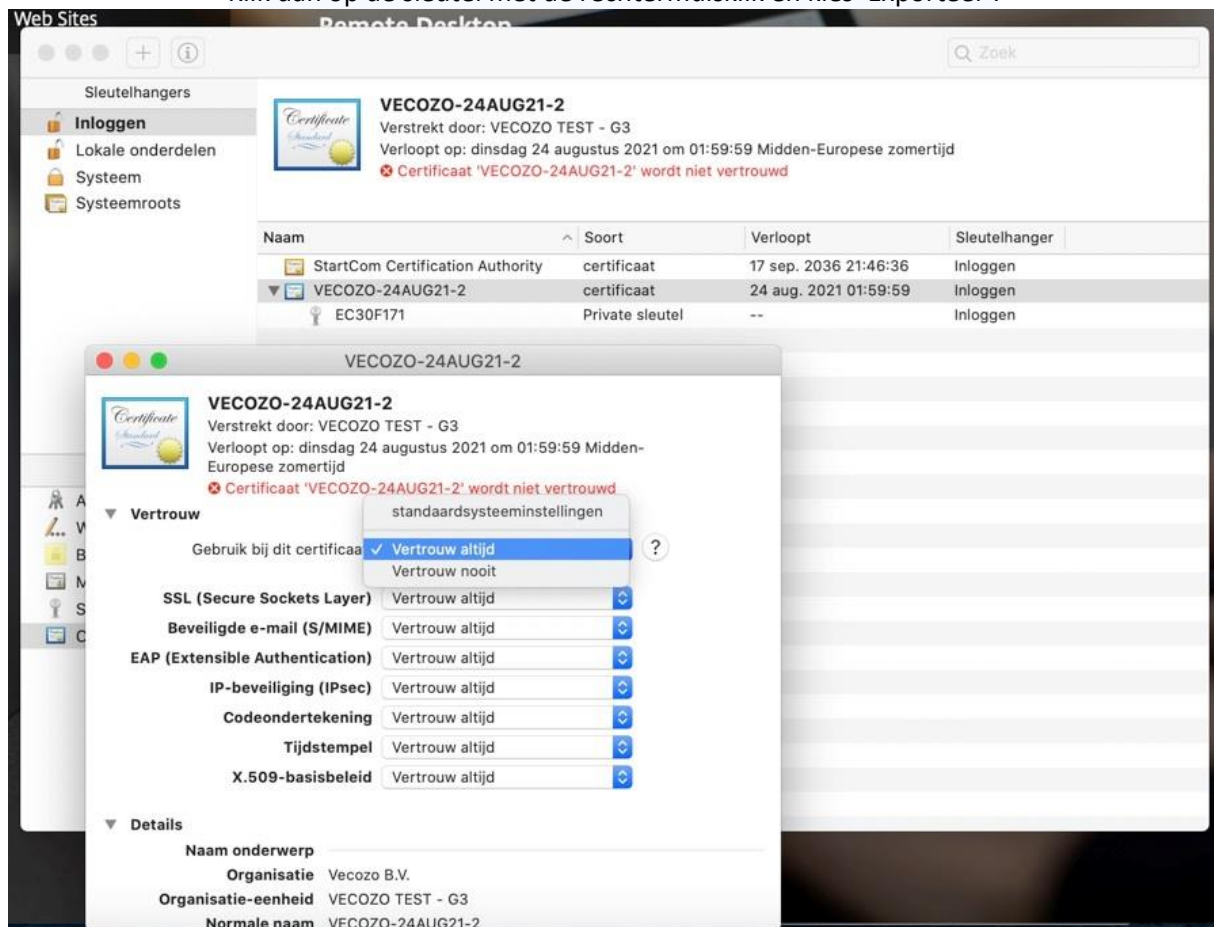 Web Sites
Remote Desktop
Zoek
Sleutelhangers
Inloggen
Lokale onderdelen
Systeem
Systeemroots
Certificate
Standard
VECOZO-24AUG21-2
Verstrekt door: VECOZO TEST - G3
Verloopt op: dinsdag 24 augustus 2021 om 01:59:59 Midden-Europese zomertijd
Certificaat 'VECOZO-24AUG21-2' wordt niet vertrouwd
Naam Soort Verloopt Sleutelhanger
StartCom Certification Authority certificaat 17 sep. 2036 21:46:36 Inloggen
VECOZO-24AUG21-2 certificaat 24 aug. 2021 01:59:59 Inloggen
EC30F171 Private sleutel -- Inloggen
VECOZO-24AUG21-2
Certificate
Standard
VECOZO-24AUG21-2
Verstrekt door: VECOZO TEST - G3
Verloopt op: dinsdag 24 augustus 2021 om 01:59:59 Midden-
Europese zomertijd
Certificaat 'VECOZO-24AUG21-2' wordt niet vertrouwd
Vertrouw
standaardsysteeminstellingen
Gebruik bij dit certificaa ✓ Vertrouw altijd ?
Vertrouw nooit
SSL (Secure Sockets Layer) Vertrouw altijd
Beveiligde e-mail (S/MIME) Vertrouw altijd
EAP (Extensible Authentication) Vertrouw altijd
IP-beveiliging (IPsec) Vertrouw altijd
Codeondertekening Vertrouw altijd
Tijdstempel Vertrouw altijd
X.509-basisbeleid Vertrouw altijd
Details
Naam onderwerp
Organisatie Vecozo B.V.
Organisatie-eenheid VECOZO TEST - G3
Normale naam VECOZO-24AUG21-2